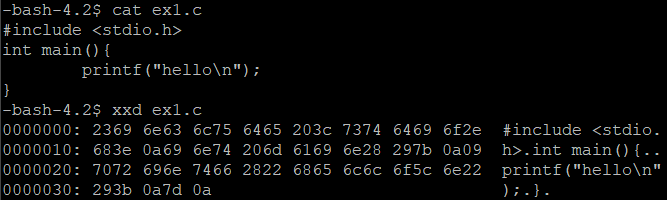 -bash-4.2$ cat ex1.c
#include <stdio.h>
int main(){
        printf("hello\n");
}
-bash-4.2$ xxd ex1.c
0000000: 2369 6e63 6c75 6465 203c 7374 6469 6f2e  #include <stdio.
0000010: 683e 0a69 6e74 206d 6169 6e28 297b 0a09  h>.int main(){..
0000020: 7072 696e 7466 2822 6865 6c6c 6f5c 6e22  printf("hello\n"
0000030: 293b 0a7d 0a                             );.}.